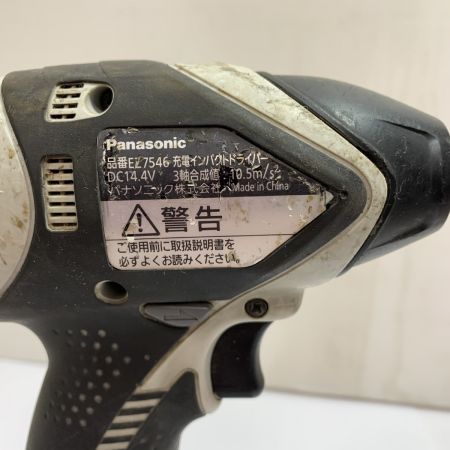 Panasonic
品番EZ7546 充電インパクトドライバー
DC14.4V 3軸合成値 10.5m/s²
パナソニック株式会社 Made in China
警告
ご使用前に取扱説明書を
必ずよくお読みください。